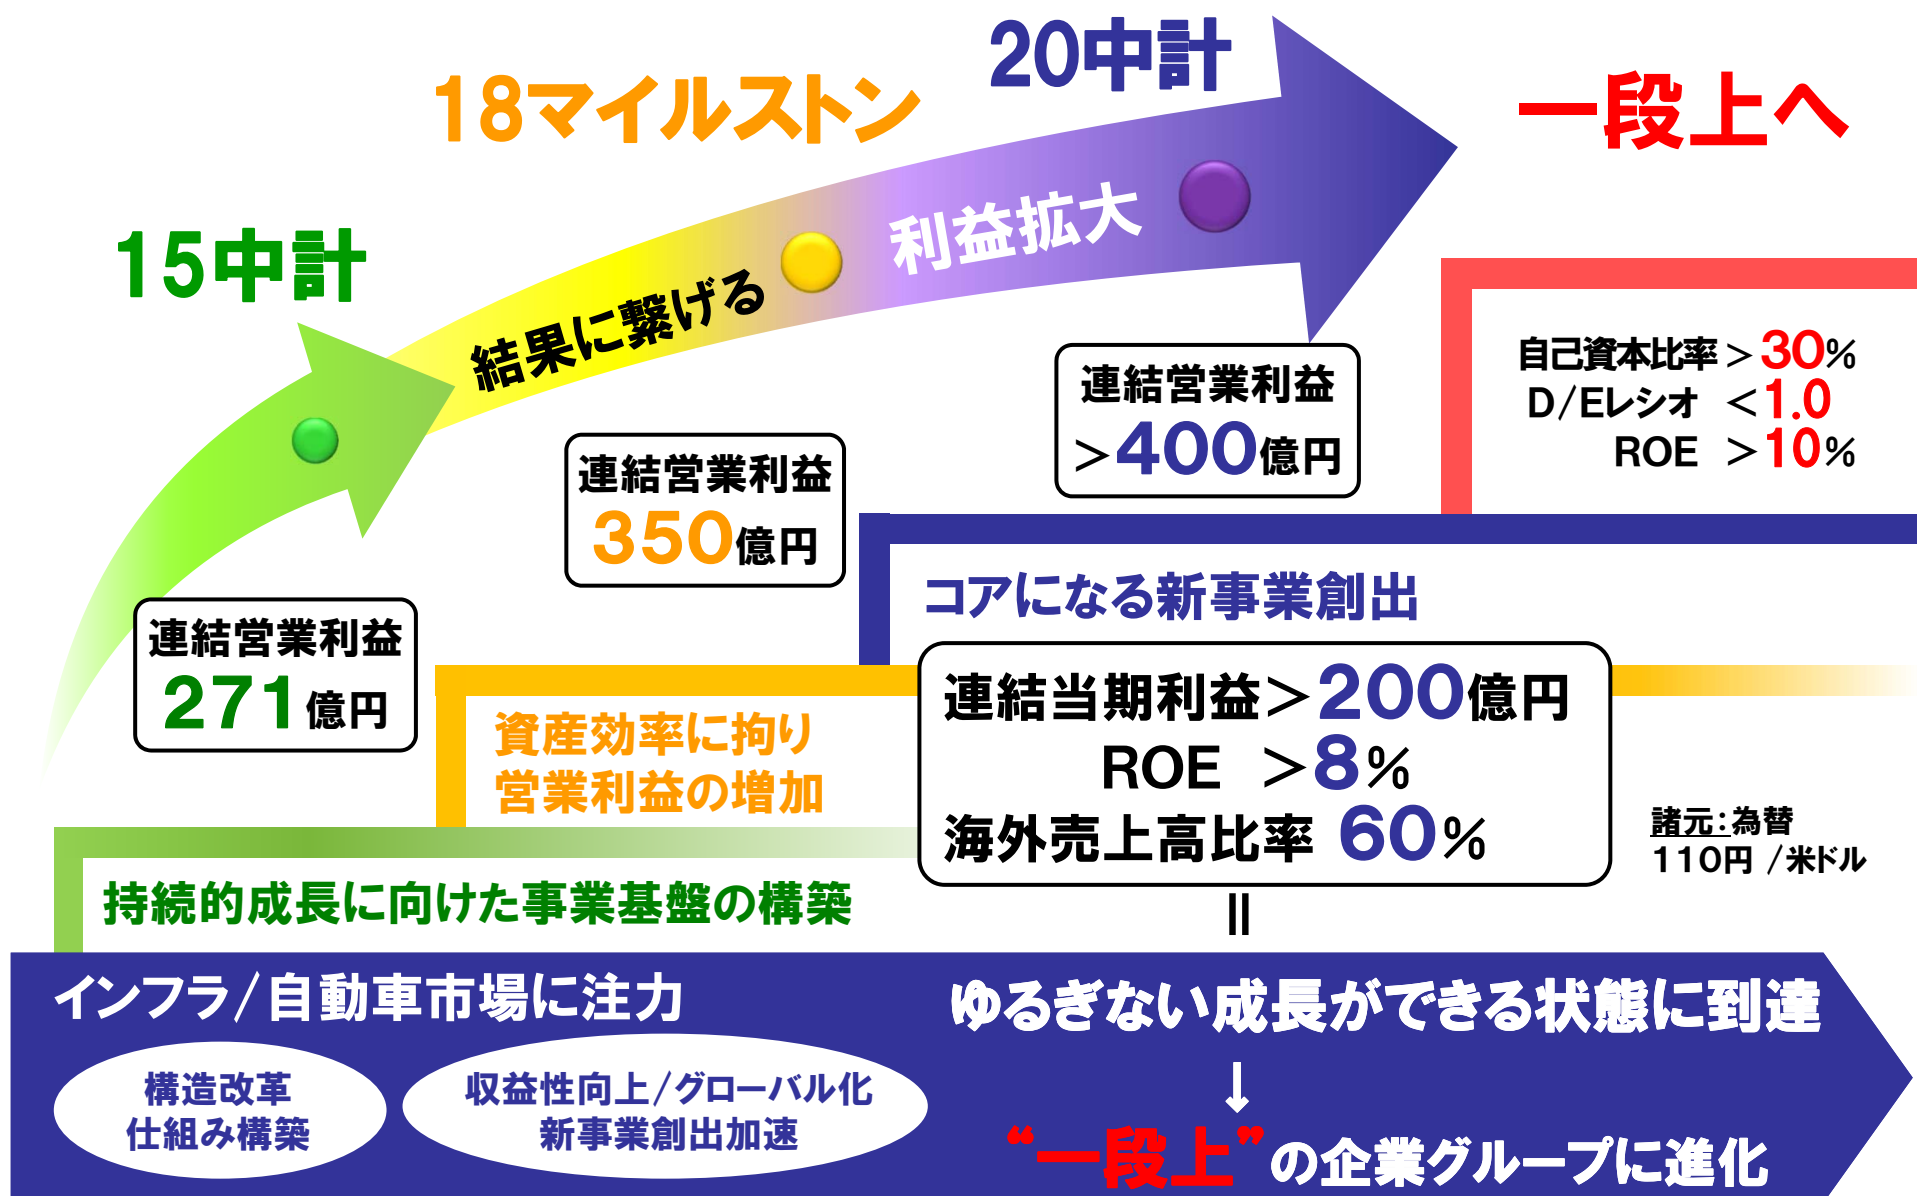 20中計
18マイルストン
一段上へ
15中計
利益拡大
結果に繋げる
自己資本比率＞30%
D/Eレシオ ＜1.0
ROE ＞10%
連結営業利益
＞400億円
連結営業利益
350億円
連結営業利益
271億円
コアになる新事業創出
資産効率に拘り
営業利益の増加
連結当期利益＞200億円
ROE ＞8%
海外売上高比率 60%
諸元：為替
110円 /米ドル
持続的成長に向けた事業基盤の構築
||
インフラ/自動車市場に注力
ゆるぎない成長ができる状態に到達
構造改革
仕組み構築
収益性向上/グローバル化
新事業創出加速
↓
“一段上”の企業グループに進化